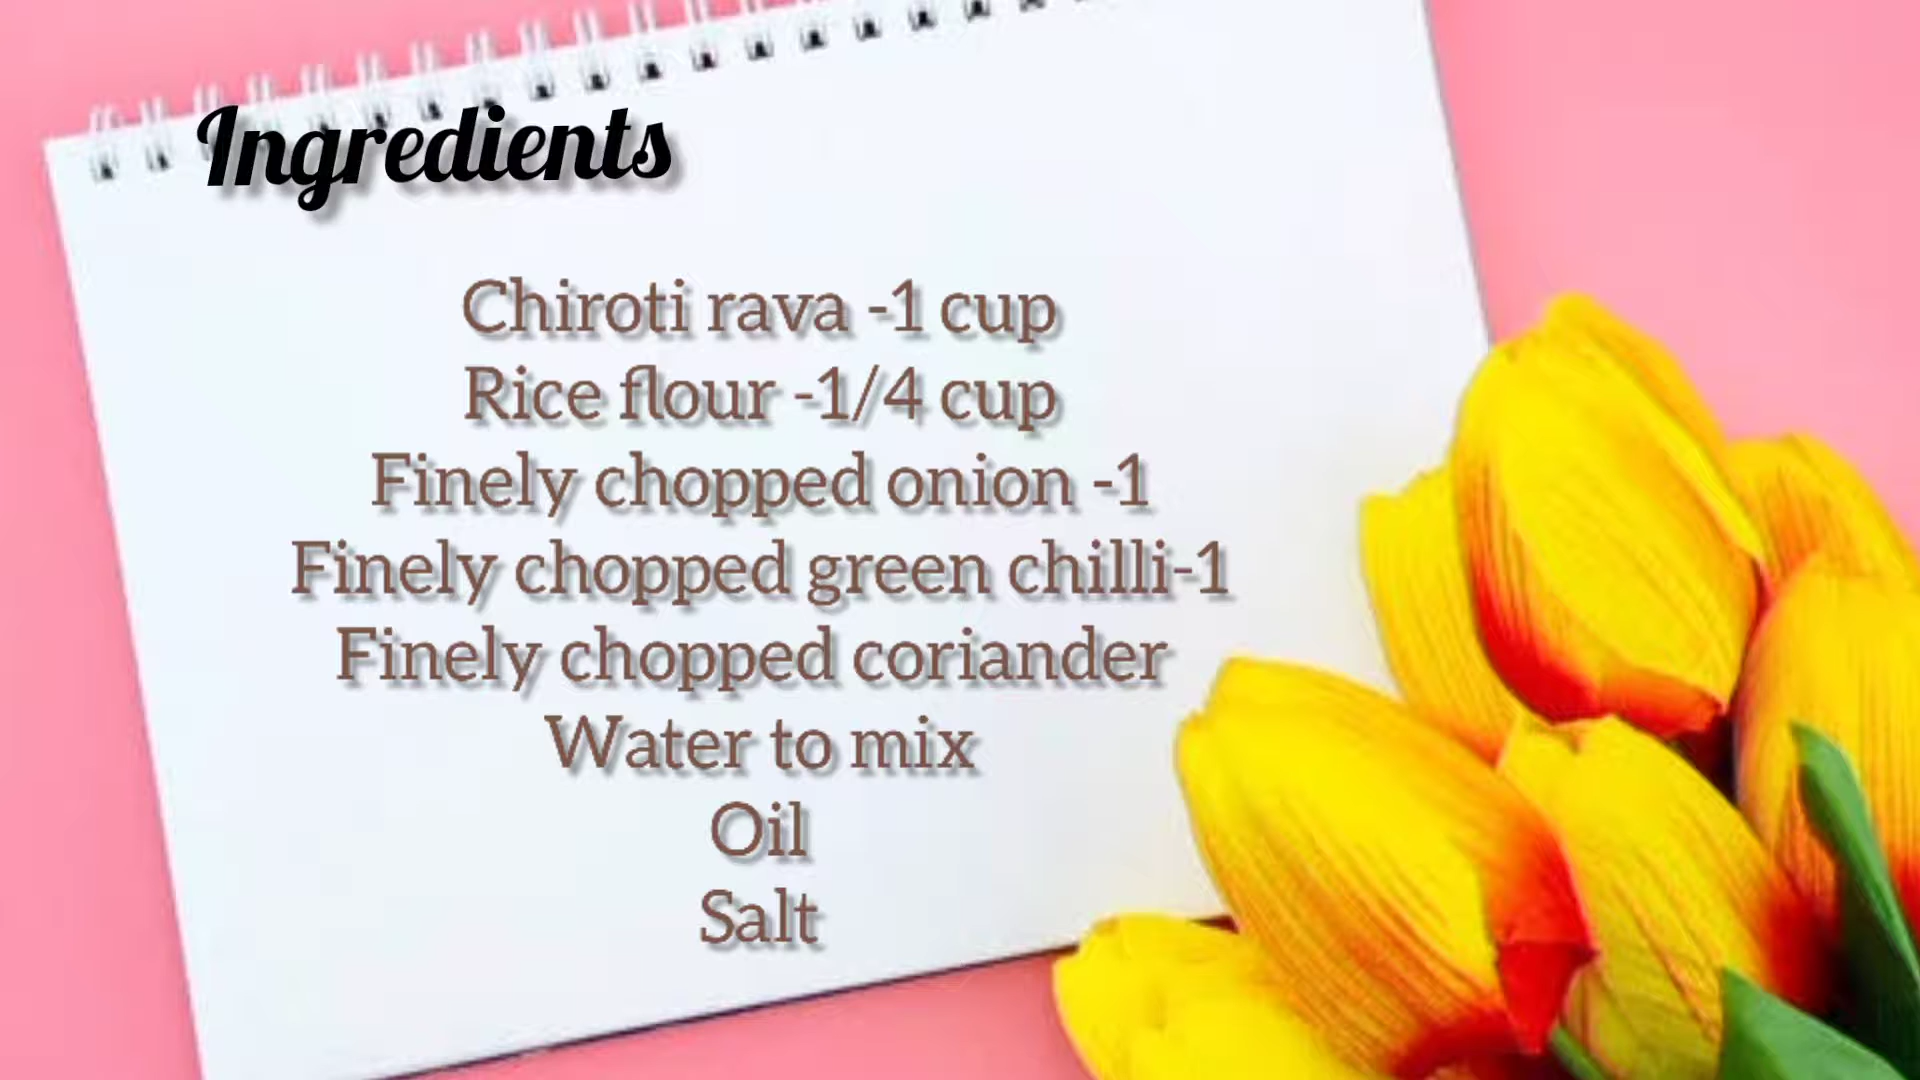 Ingredients
Chiroti rava -1 cup
Rice flour -1/4 cup
Finely chopped onion -1
Finely chopped green chilli-1
Finely chopped coriander
Water to mix
Oil
Salt